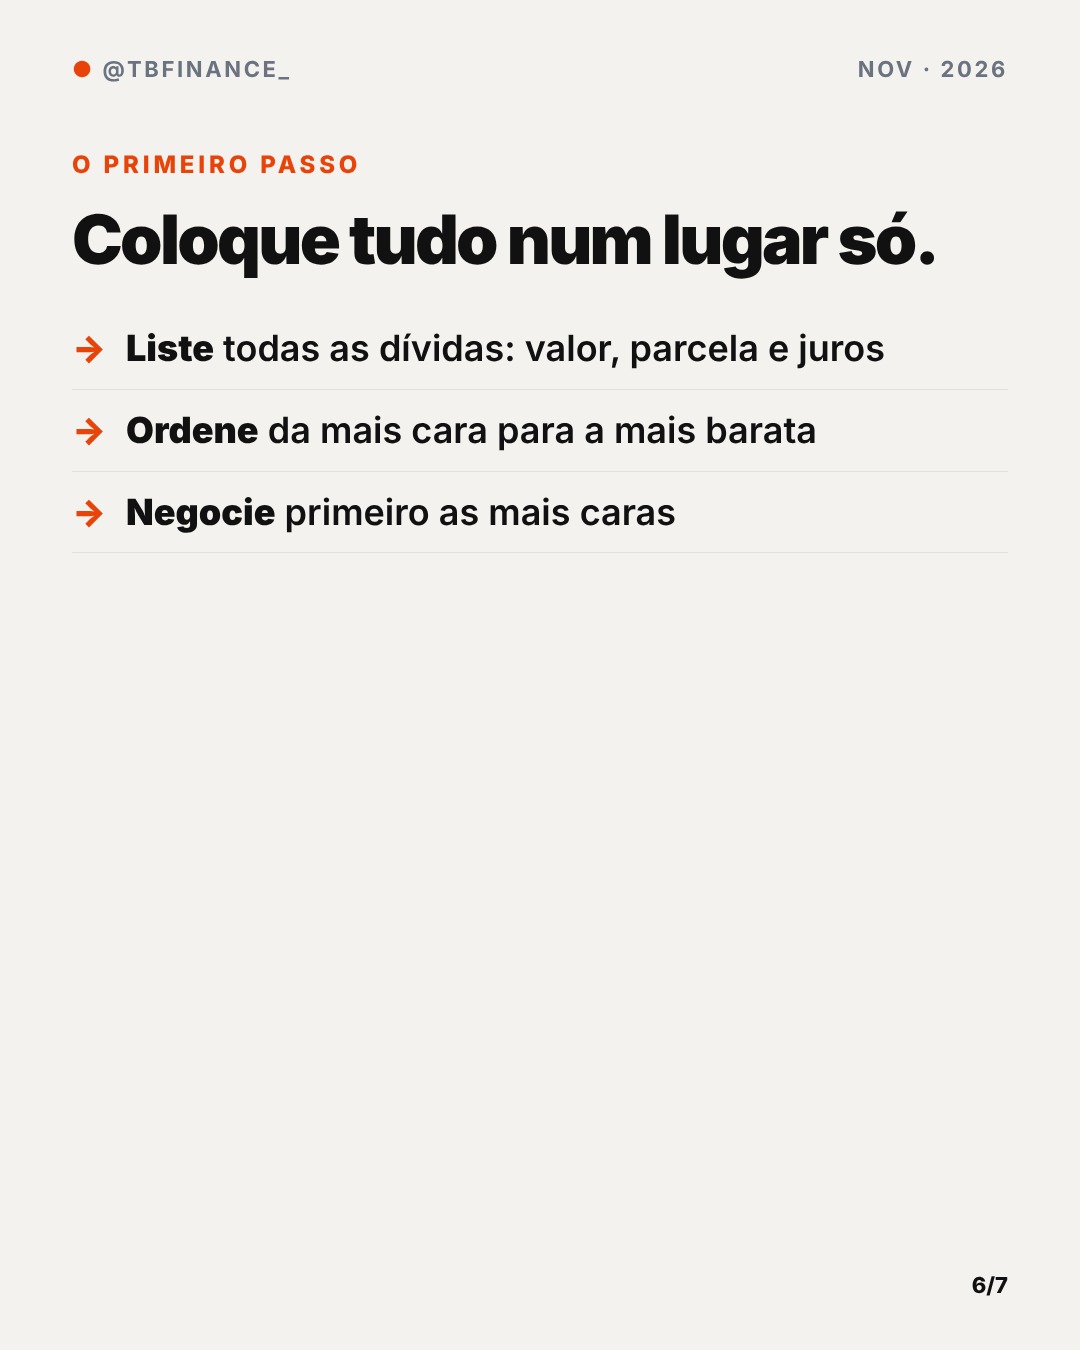 @TBFINANCE_
NOV · 2026
O PRIMEIRO PASSO
Coloque tudo num lugar só.
→ Liste todas as dívidas: valor, parcela e juros
→ Ordene da mais cara para a mais barata
→ Negocie primeiro as mais caras
6/7